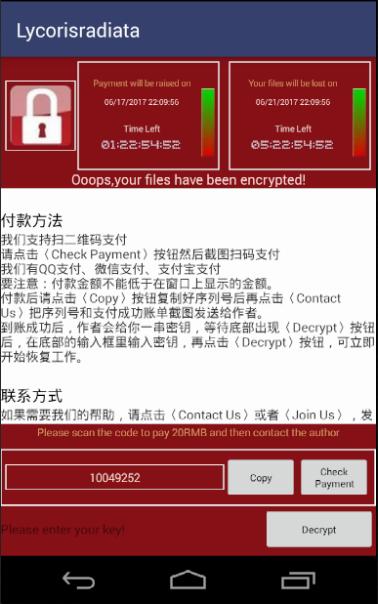 Lycorisradiata
Payment will be raised on
06/17/2017 22:09:56
Time Left
01:22:54:52
Your files will be lost on
06/21/2017 22:09:56
Time Left
05:22:54:52
Ooops,your files have been encrypted!
付款方法
我们支持扫二维码支付
请点击〈Check Payment〉按钮然后截图扫码支付
我们有QQ支付、微信支付、支付宝支付
要注意：付款金额不能低于在窗口上显示的金额。
付款后请点击〈Copy〉按钮复制好序列号后再点击〈Contact
Us〉把序列号和支付成功账单截图发送给作者。
到账成功后，作者会给你一串密钥，等待底部出现〈Decrypt〉按钮
后，在底部的输入框里输入密钥，再点击〈Decrypt〉按钮，可立即
开始恢复工作。
联系方式
如果需要我们的帮助，请点击〈Contact Us〉或者〈Join Us〉，发
Please scan the code to pay 20RMB and then contact the author
10049252
Copy
Check
Payment
Please enter your key!
Decrypt